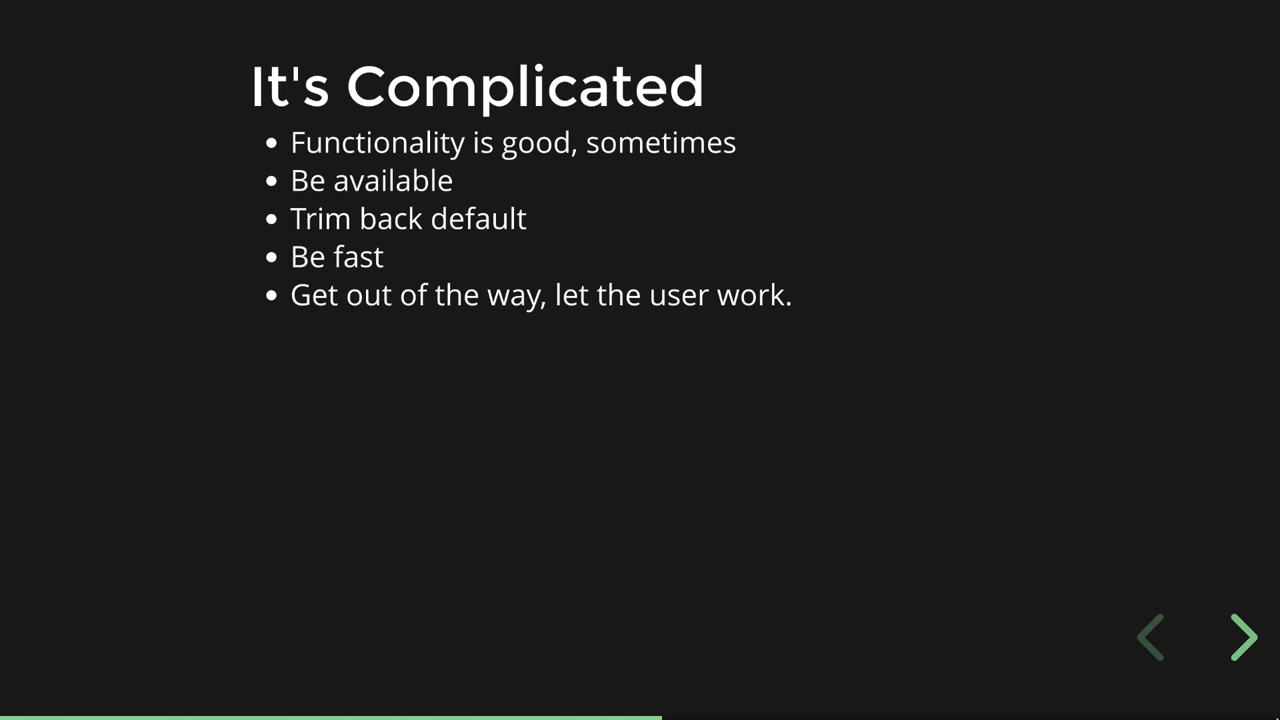 It's Complicated
• Functionality is good, sometimes
• Be available
• Trim back default
• Be fast
• Get out of the way, let the user work.